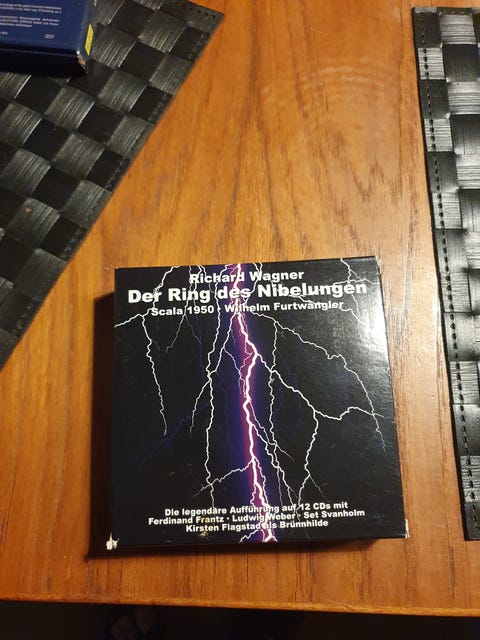 Richard Wagner
Der Ring des Nibelungen
Scala 1950 · Wilhelm Furtwängler
Die legendäre Aufführung auf 12 CDs mit
Ferdinand Frantz · Ludwig Weber · Set Svanholm
Kirsten Flagstad als Brünnhilde